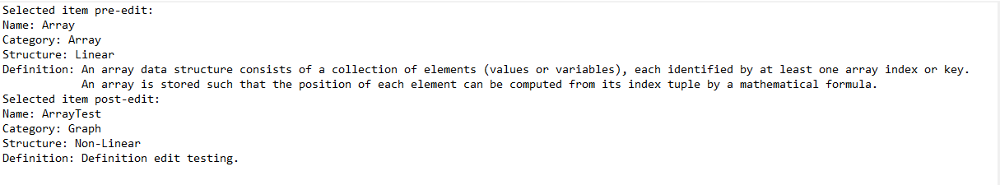 Selected item pre-edit:
Name: Array
Category: Array
Structure: Linear
Definition: An array data structure consists of a collection of elements (values or variables), each identified by at least one array index or key.
An array is stored such that the position of each element can be computed from its index tuple by a mathematical formula.
Selected item post-edit:
Name: ArrayTest
Category: Graph
Structure: Non-Linear
Definition: Definition edit testing.